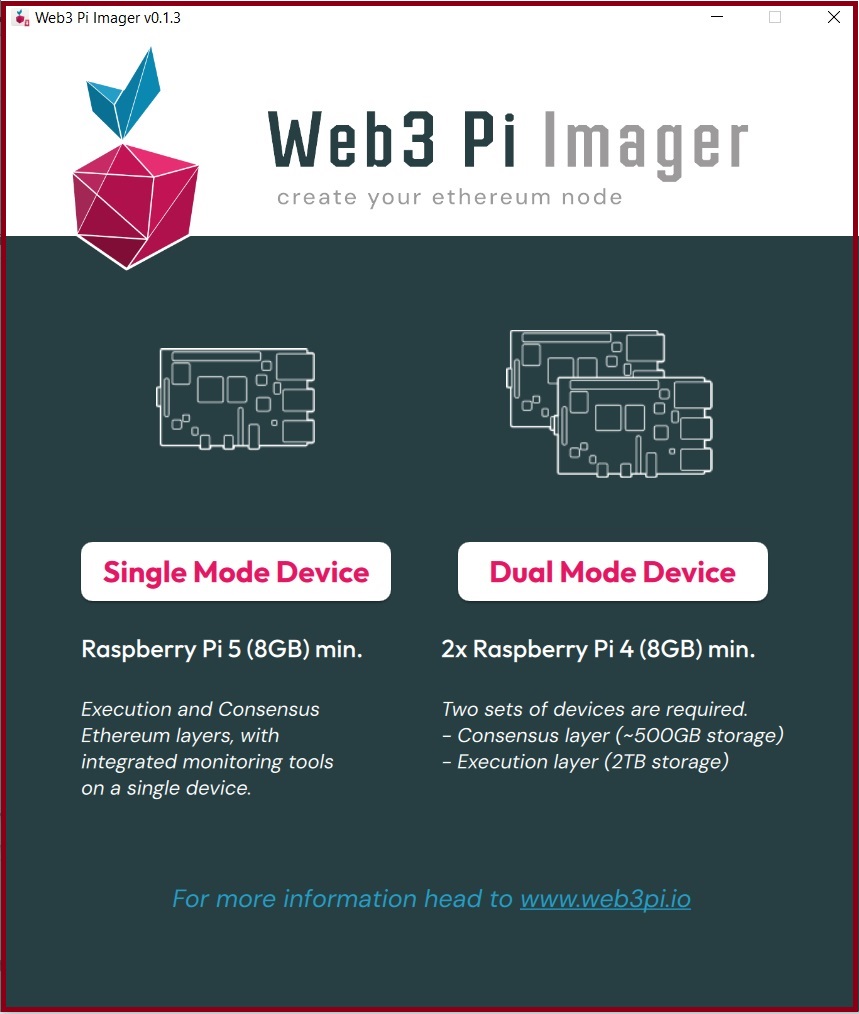 Web3 Pi Imager v0.1.3
Web3 Pi Imager
create your ethereum node
Single Mode Device
Raspberry Pi 5 (8GB) min.
Execution and Consensus
Ethereum layers, with
integrated monitoring tools
on a single device.
Dual Mode Device
2x Raspberry Pi 4 (8GB) min.
Two sets of devices are required.
- Consensus layer (~500GB storage)
- Execution layer (2TB storage)
For more information head to www.web3pi.io